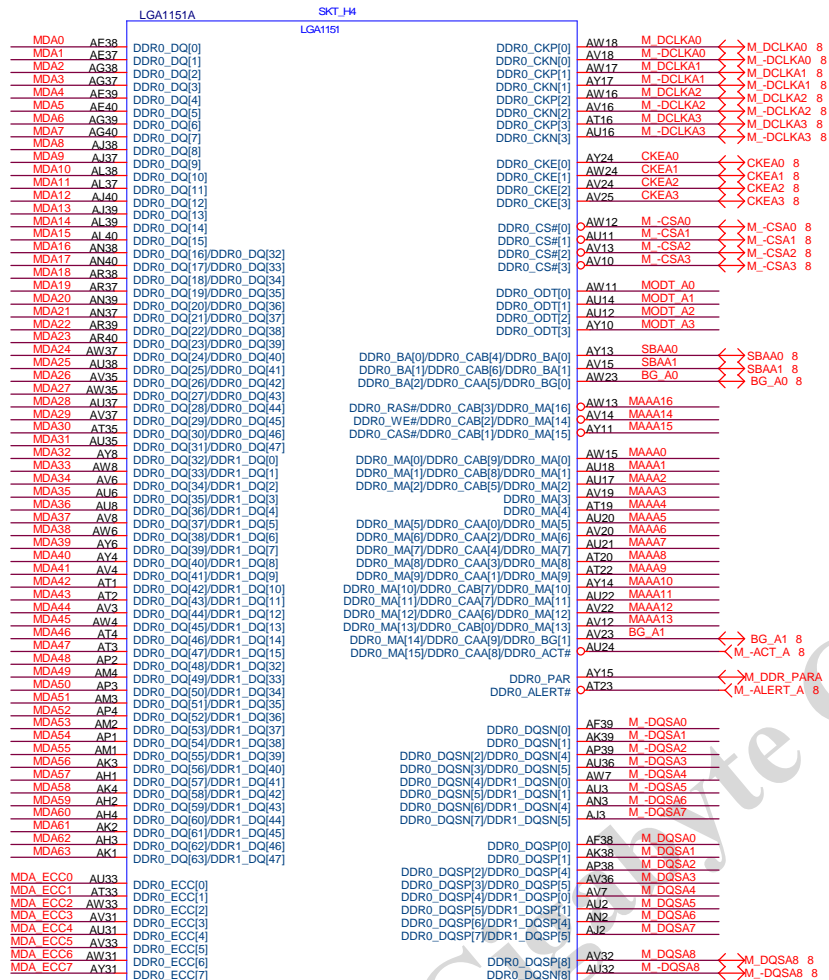 LGA1151A
SKT_H4
LGA1151
MDA0 AE38 DDR0_DQ[0]
MDA1 AE37 DDR0_DQ[1]
MDA2 AG38 DDR0_DQ[2]
MDA3 AG37 DDR0_DQ[3]
MDA4 AE39 DDR0_DQ[4]
MDA5 AE40 DDR0_DQ[5]
MDA6 AG39 DDR0_DQ[6]
MDA7 AG40 DDR0_DQ[7]
MDA8 AJ38 DDR0_DQ[8]
MDA9 AJ37 DDR0_DQ[9]
MDA10 AL38 DDR0_DQ[10]
MDA11 AL37 DDR0_DQ[11]
MDA12 AJ40 DDR0_DQ[12]
MDA13 AJ39 DDR0_DQ[13]
MDA14 AL39 DDR0_DQ[14]
MDA15 AL40 DDR0_DQ[15]
MDA16 AN38 DDR0_DQ[16]/DDR0_DQ[32]
MDA17 AN40 DDR0_DQ[17]/DDR0_DQ[33]
MDA18 AR38 DDR0_DQ[18]/DDR0_DQ[34]
MDA19 AR37 DDR0_DQ[19]/DDR0_DQ[35]
MDA20 AN39 DDR0_DQ[20]/DDR0_DQ[36]
MDA21 AN37 DDR0_DQ[21]/DDR0_DQ[37]
MDA22 AR39 DDR0_DQ[22]/DDR0_DQ[38]
MDA23 AR40 DDR0_DQ[23]/DDR0_DQ[39]
MDA24 AW37 DDR0_DQ[24]/DDR0_DQ[40]
MDA25 AU38 DDR0_DQ[25]/DDR0_DQ[41]
MDA26 AV35 DDR0_DQ[26]/DDR0_DQ[42]
MDA27 AW35 DDR0_DQ[27]/DDR0_DQ[43]
MDA28 AU37 DDR0_DQ[28]/DDR0_DQ[44]
MDA29 AV37 DDR0_DQ[29]/DDR0_DQ[45]
MDA30 AT35 DDR0_DQ[30]/DDR0_DQ[46]
MDA31 AU35 DDR0_DQ[31]/DDR0_DQ[47]
MDA32 AY8 DDR0_DQ[32]/DDR1_DQ[0]
MDA33 AW8 DDR0_DQ[33]/DDR1_DQ[1]
MDA34 AV6 DDR0_DQ[34]/DDR1_DQ[2]
MDA35 AU6 DDR0_DQ[35]/DDR1_DQ[3]
MDA36 AU8 DDR0_DQ[36]/DDR1_DQ[4]
MDA37 AV8 DDR0_DQ[37]/DDR1_DQ[5]
MDA38 AW6 DDR0_DQ[38]/DDR1_DQ[6]
MDA39 AY6 DDR0_DQ[39]/DDR1_DQ[7]
MDA40 AY4 DDR0_DQ[40]/DDR1_DQ[8]
MDA41 AV4 DDR0_DQ[41]/DDR1_DQ[9]
MDA42 AT1 DDR0_DQ[42]/DDR1_DQ[10]
MDA43 AT2 DDR0_DQ[43]/DDR1_DQ[11]
MDA44 AV3 DDR0_DQ[44]/DDR1_DQ[12]
MDA45 AW4 DDR0_DQ[45]/DDR1_DQ[13]
MDA46 AT4 DDR0_DQ[46]/DDR1_DQ[14]
MDA47 AT3 DDR0_DQ[47]/DDR1_DQ[15]
MDA48 AP2 DDR0_DQ[48]/DDR1_DQ[32]
MDA49 AM4 DDR0_DQ[49]/DDR1_DQ[33]
MDA50 AP3 DDR0_DQ[50]/DDR1_DQ[34]
MDA51 AM3 DDR0_DQ[51]/DDR1_DQ[35]
MDA52 AP4 DDR0_DQ[52]/DDR1_DQ[36]
MDA53 AM2 DDR0_DQ[53]/DDR1_DQ[37]
MDA54 AP1 DDR0_DQ[54]/DDR1_DQ[38]
MDA55 AM1 DDR0_DQ[55]/DDR1_DQ[39]
MDA56 AK3 DDR0_DQ[56]/DDR1_DQ[40]
MDA57 AH1 DDR0_DQ[57]/DDR1_DQ[41]
MDA58 AK4 DDR0_DQ[58]/DDR1_DQ[42]
MDA59 AH2 DDR0_DQ[59]/DDR1_DQ[43]
MDA60 AH4 DDR0_DQ[60]/DDR1_DQ[44]
MDA61 AK2 DDR0_DQ[61]/DDR1_DQ[45]
MDA62 AH3 DDR0_DQ[62]/DDR1_DQ[46]
MDA63 AK1 DDR0_DQ[63]/DDR1_DQ[47]
MDA_ECC0 AU33 DDR0_ECC[0]
MDA_ECC1 AT33 DDR0_ECC[1]
MDA_ECC2 AW33 DDR0_ECC[2]
MDA_ECC3 AV31 DDR0_ECC[3]
MDA_ECC4 AU31 DDR0_ECC[4]
MDA_ECC5 AV33 DDR0_ECC[5]
MDA_ECC6 AW31 DDR0_ECC[6]
MDA_ECC7 AY31 DDR0_ECC[7]
DDR0_CKP[0] AW18 M_DCLKA0 M_DCLKA0 8
DDR0_CKN[0] AV18 M_-DCLKA0 M_-DCLKA0 8
DDR0_CKP[1] AW17 M_DCLKA1 M_DCLKA1 8
DDR0_CKN[1] AY17 M_-DCLKA1 M_-DCLKA1 8
DDR0_CKP[2] AW16 M_DCLKA2 M_DCLKA2 8
DDR0_CKN[2] AV16 M_-DCLKA2 M_-DCLKA2 8
DDR0_CKP[3] AT16 M_DCLKA3 M_DCLKA3 8
DDR0_CKN[3] AU16 M_-DCLKA3 M_-DCLKA3 8
DDR0_CKE[0] AY24 CKEA0 CKEA0 8
DDR0_CKE[1] AW24 CKEA1 CKEA1 8
DDR0_CKE[2] AV24 CKEA2 CKEA2 8
DDR0_CKE[3] AV25 CKEA3 CKEA3 8
DDR0_CS#[0] AW12 M_-CSA0 M_-CSA0 8
DDR0_CS#[1] AU11 M_-CSA1 M_-CSA1 8
DDR0_CS#[2] AV13 M_-CSA2 M_-CSA2 8
DDR0_CS#[3] AV10 M_-CSA3 M_-CSA3 8
DDR0_ODT[0] AW11 MODT_A0
DDR0_ODT[1] AU14 MODT_A1
DDR0_ODT[2] AU12 MODT_A2
DDR0_ODT[3] AY10 MODT_A3
DDR0_BA[0]/DDR0_CAB[4]/DDR0_BA[0] AY13 SBAA0 SBAA0 8
DDR0_BA[1]/DDR0_CAB[6]/DDR0_BA[1] AV15 SBAA1 SBAA1 8
DDR0_BA[2]/DDR0_CAA[5]/DDR0_BG[0] AW23 BG_A0 BG_A0 8
DDR0_RAS#/DDR0_CAB[3]/DDR0_MA[16] AW13 MAAA16
DDR0_WE#/DDR0_CAB[2]/DDR0_MA[14] AV14 MAAA14
DDR0_CAS#/DDR0_CAB[1]/DDR0_MA[15] AY11 MAAA15
DDR0_MA[0]/DDR0_CAB[9]/DDR0_MA[0] AW15 MAAA0
DDR0_MA[1]/DDR0_CAB[8]/DDR0_MA[1] AU18 MAAA1
DDR0_MA[2]/DDR0_CAB[5]/DDR0_MA[2] AU17 MAAA2
DDR0_MA[3] AV19 MAAA3
DDR0_MA[4] AT19 MAAA4
DDR0_MA[5]/DDR0_CAA[0]/DDR0_MA[5] AU20 MAAA5
DDR0_MA[6]/DDR0_CAA[2]/DDR0_MA[6] AV20 MAAA6
DDR0_MA[7]/DDR0_CAA[4]/DDR0_MA[7] AU21 MAAA7
DDR0_MA[8]/DDR0_CAA[3]/DDR0_MA[8] AT20 MAAA8
DDR0_MA[9]/DDR0_CAA[1]/DDR0_MA[9] AT22 MAAA9
DDR0_MA[10]/DDR0_CAB[7]/DDR0_MA[10] AY14 MAAA10
DDR0_MA[11]/DDR0_CAA[7]/DDR0_MA[11] AU22 MAAA11
DDR0_MA[12]/DDR0_CAA[6]/DDR0_MA[12] AV22 MAAA12
DDR0_MA[13]/DDR0_CAB[0]/DDR0_MA[13] AV12 MAAA13
DDR0_MA[14]/DDR0_CAA[9]/DDR0_BG[1] AV23 BG_A1 BG_A1 8
DDR0_MA[15]/DDR0_CAA[8]/DDR0_ACT# AU24 M_-ACT_A 8
DDR0_PAR AY15 M_DDR_PARA
DDR0_ALERT# AT23 M_-ALERT_A 8
DDR0_DQSN[0] AF39 M_-DQSA0
DDR0_DQSN[1] AK39 M_-DQSA1
DDR0_DQSN[2]/DDR0_DQSN[4] AP39 M_-DQSA2
DDR0_DQSN[3]/DDR0_DQSN[5] AU36 M_-DQSA3
DDR0_DQSN[4]/DDR1_DQSN[0] AW7 M_-DQSA4
DDR0_DQSN[5]/DDR1_DQSN[1] AU3 M_-DQSA5
DDR0_DQSN[6]/DDR1_DQSN[4] AN3 M_-DQSA6
DDR0_DQSN[7]/DDR1_DQSN[5] AJ3 M_-DQSA7
DDR0_DQSP[0] AF38 M_DQSA0
DDR0_DQSP[1] AK38 M_DQSA1
DDR0_DQSP[2]/DDR0_DQSP[4] AP38 M_DQSA2
DDR0_DQSP[3]/DDR0_DQSP[5] AV36 M_DQSA3
DDR0_DQSP[4]/DDR1_DQSP[0] AV7 M_DQSA4
DDR0_DQSP[5]/DDR1_DQSP[1] AU2 M_DQSA5
DDR0_DQSP[6]/DDR1_DQSP[4] AN2 M_DQSA6
DDR0_DQSP[7]/DDR1_DQSP[5] AJ2 M_DQSA7
DDR0_DQSP[8] AV32 M_DQSA8 M_DQSA8 8
DDR0_DQSN[8] AU32 M_-DQSA8 M_-DQSA8 8
Gigabyte